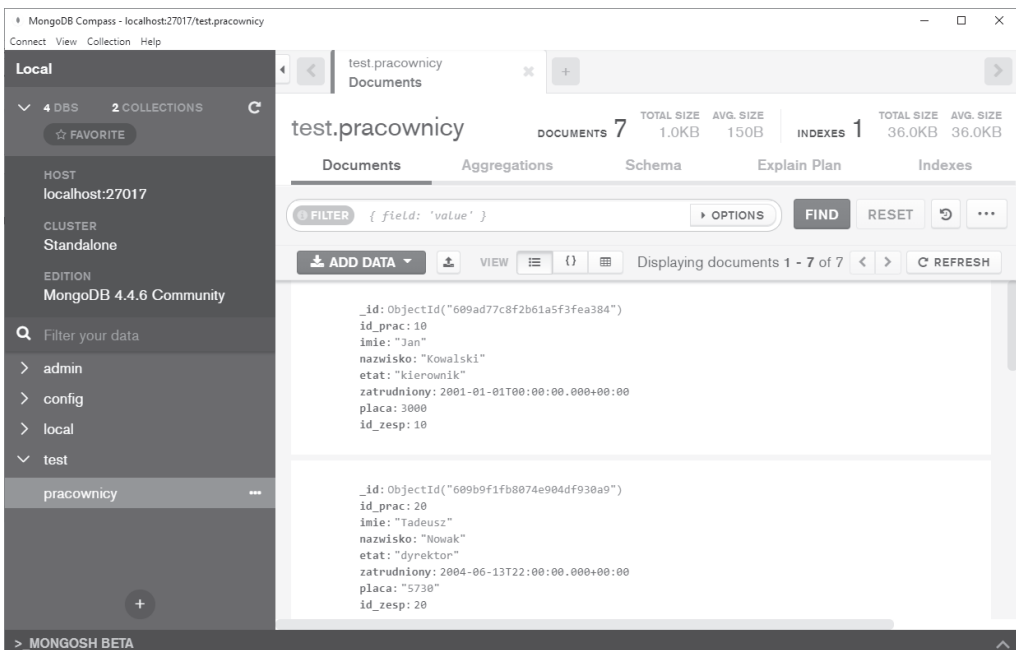 MongoDB Compass - localhost:27017/test.pracownicy
Connect View Collection Help
Local
4 DBS 2 COLLECTIONS
FAVORITE
HOST
localhost:27017
CLUSTER
Standalone
EDITION
MongoDB 4.4.6 Community
Filter your data
admin
config
local
test
pracownicy
>_MONGOSH BETA
test.pracownicy
Documents
test.pracownicy
DOCUMENTS 7 TOTAL SIZE 1.0KB AVG. SIZE 150B INDEXES 1 TOTAL SIZE 36.0KB AVG. SIZE 36.0KB
Documents Aggregations Schema Explain Plan Indexes
FILTER { field: 'value' } OPTIONS FIND RESET
ADD DATA VIEW {} Displaying documents 1 - 7 of 7 REFRESH
_id: ObjectId("609ad77c8f2b61a5f3fea384")
id_prac: 10
imie: "Jan"
nazwisko: "Kowalski"
etat: "kierownik"
zatrudniony: 2001-01-01T00:00:00.000+00:00
placa: 3000
id_zesp: 10
_id: ObjectId("609b9f1fb8074e904df930a9")
id_prac: 20
imie: "Tadeusz"
nazwisko: "Nowak"
etat: "dyrektor"
zatrudniony: 2004-06-13T22:00:00.000+00:00
placa: "5730"
id_zesp: 20